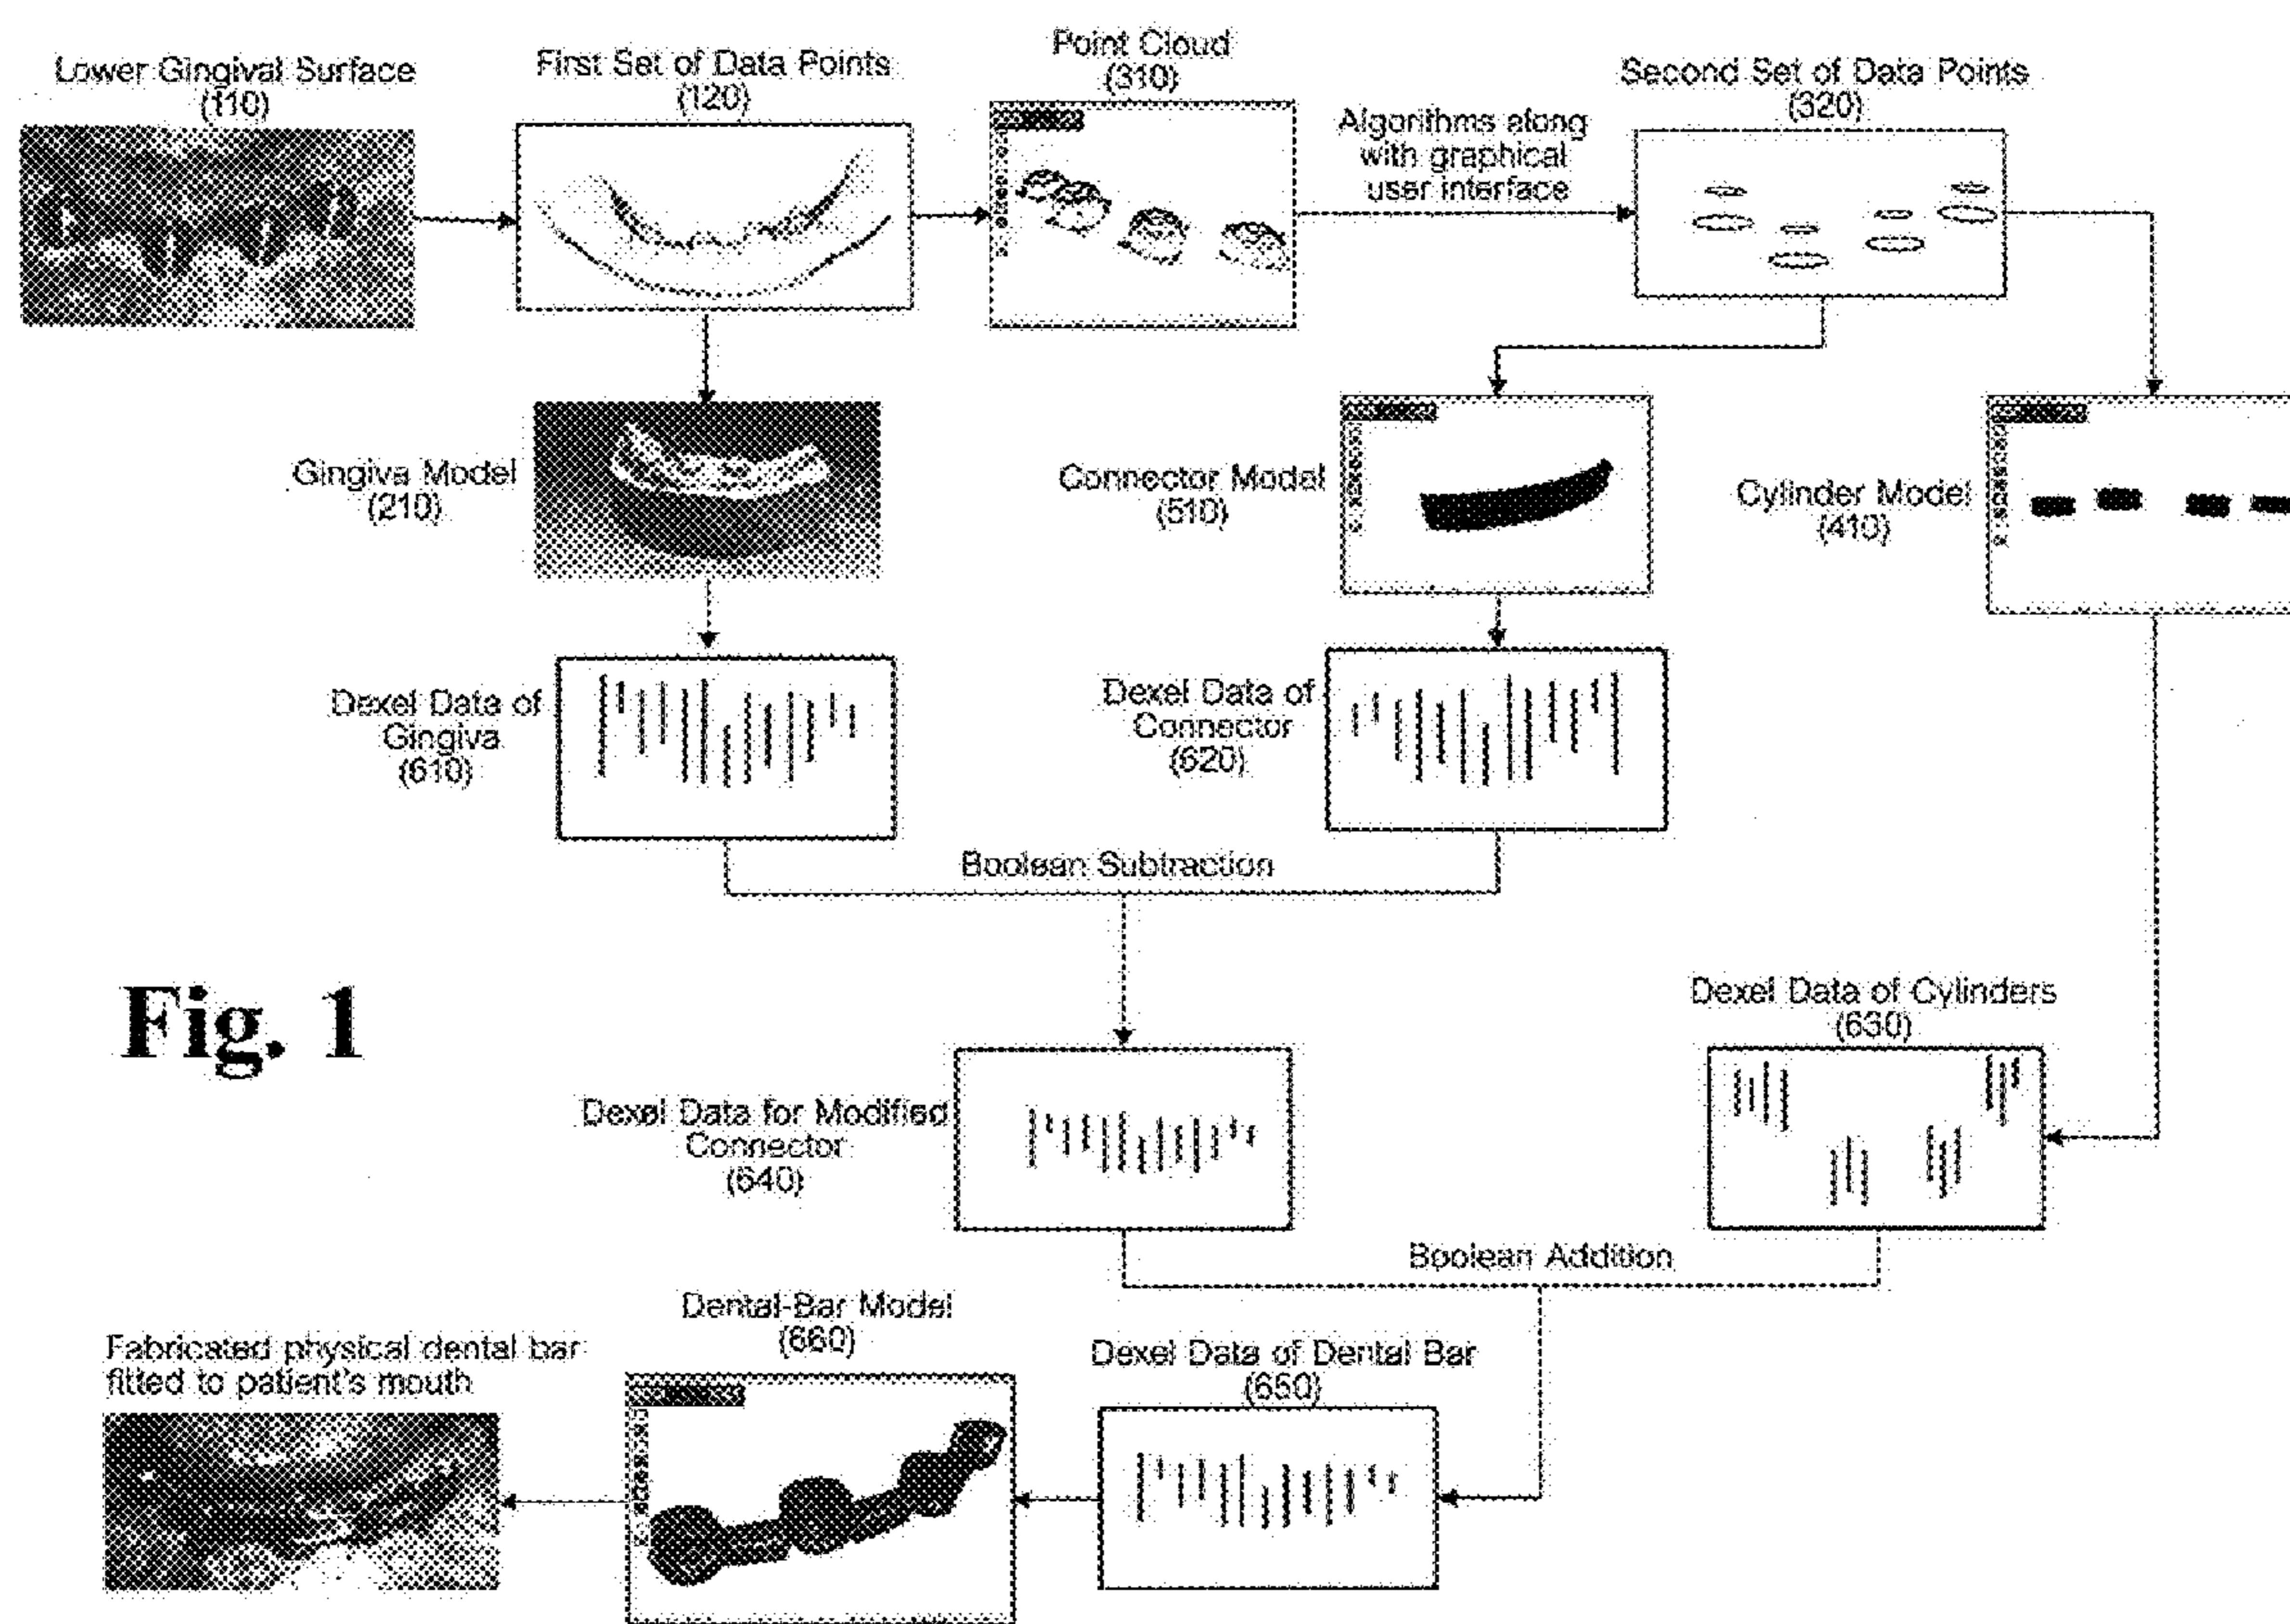 Lower Gingival Surface
(110)
First Set of Data Points
(120)
Point Cloud
(310)
Algorithms along
with graphical
user interface
Second Set of Data Points
(320)
Gingiva Model
(210)
Connector Model
(510)
Cylinder Model
(410)
Dexel Data of
Gingiva
(610)
Dexel Data of
Connector
(620)
Boolean Subtraction
Fig. 1
Dexel Data of Cylinders
(630)
Dexel Data for Modified
Connector
(640)
Boolean Addition
Dental-Bar Model
(660)
Fabricated physical dental bar
fitted to patient's mouth
Dexel Data of Dental Bar
(650)